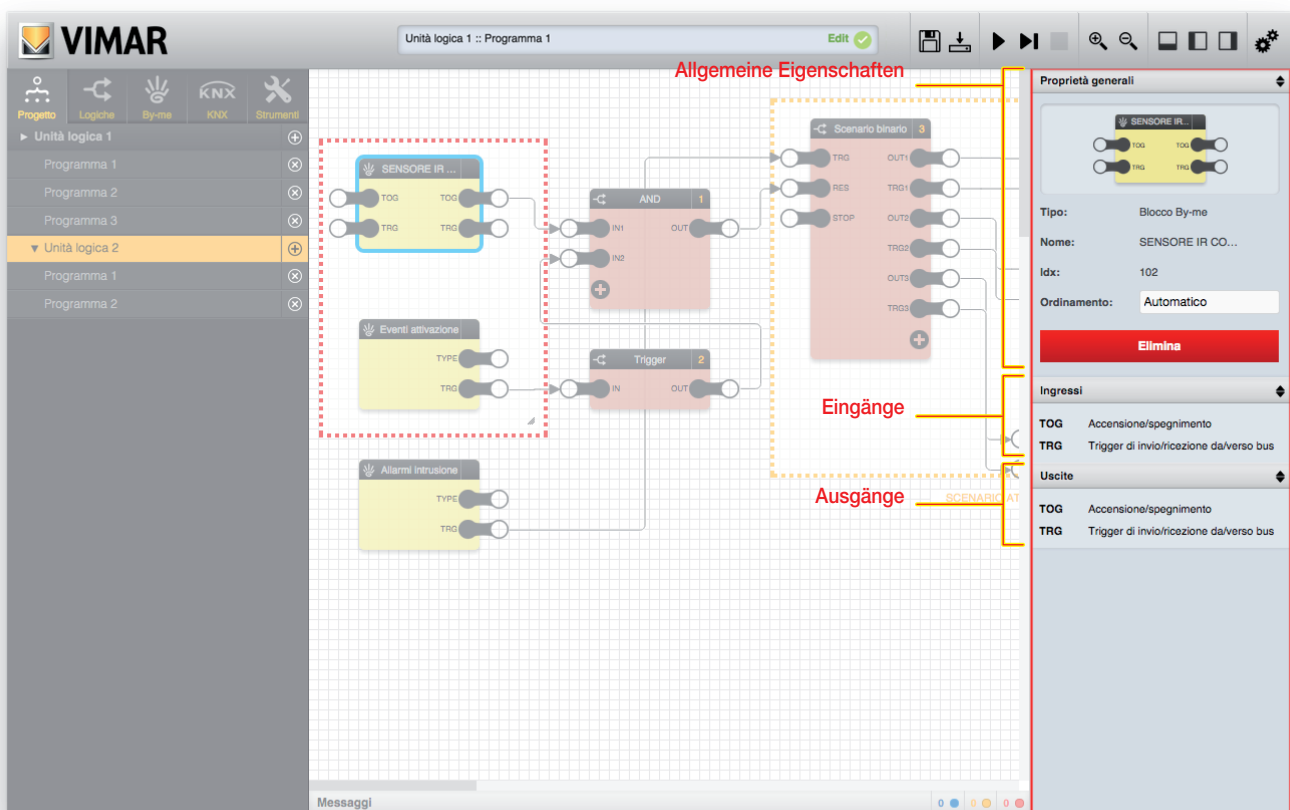 VIMAR
Unità logica 1 :: Programma 1
Edit
Progetto
Logiche
By-me
KNX
KNX
Strumenti
Unità logica 1
Programma 1
Programma 2
Programma 3
Unità logica 2
Programma 1
Programma 2
Allgemeine Eigenschaften
Eingänge
Ausgänge
SENSORE IR ...
TOG TOG
TRG TRG
Eventi attivazione
TYPE
TRG
Allarmi intrusione
TYPE
TRG
AND 1
IN1 OUT
IN2
Trigger 2
IN OUT
Scenario binario 3
TRG OUT1
RES TRG1
STOP OUT2
TRG2
OUT3
TRG3
SCENARIO AT
Messaggi
0 0 0
Proprietà generali
SENSORE IR...
TOG TOG
TRG TRG
Tipo: Blocco By-me
Nome: SENSORE IR CO...
Idx: 102
Ordinamento: Automatico
Elimina
Ingressi
TOG Accensione/spegnimento
TRG Trigger di invio/ricezione da/verso bus
Uscite
TOG Accensione/spegnimento
TRG Trigger di invio/ricezione da/verso bus